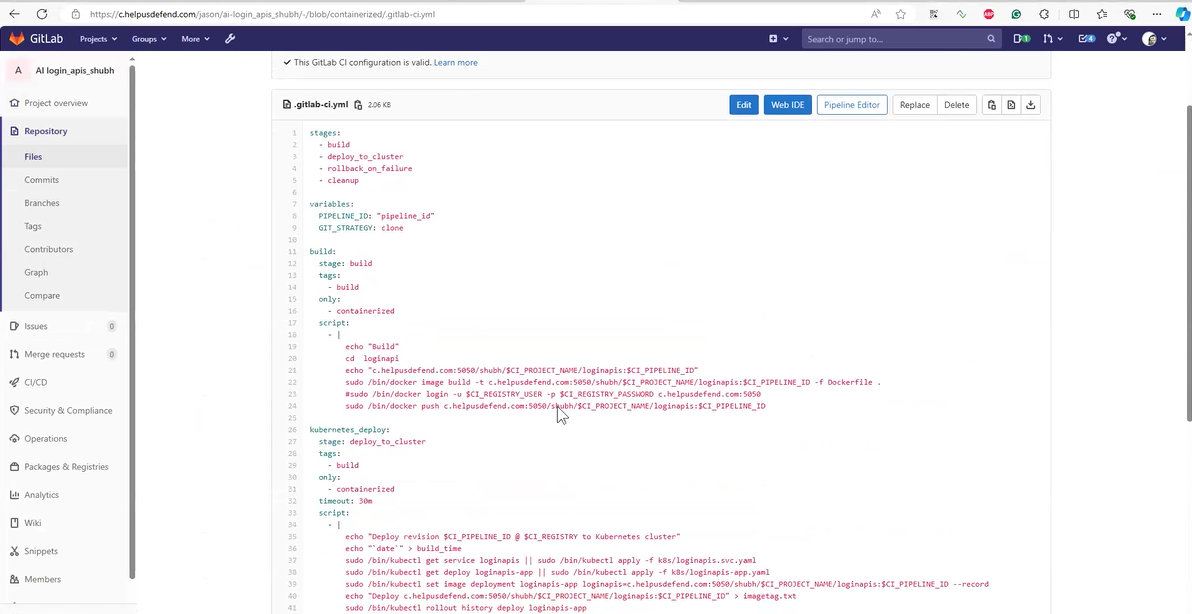 https://c.helpusdefend.com/jason/ai-login_apis_shubh/-/blob/containerized/.gitlab-ci.yml
GitLab Projects Groups More Search or jump to... 1 4
A AI login_apis_shubh
Project overview
Repository
Files
Commits
Branches
Tags
Contributors
Graph
Compare
Issues 0
Merge requests 0
CI/CD
Security & Compliance
Operations
Packages & Registries
Analytics
Wiki
Snippets
Members
This GitLab CI configuration is valid. Learn more
.gitlab-ci.yml 2.06 KB Edit Web IDE Pipeline Editor Replace Delete
1 stages:
2 - build
3 - deploy_to_cluster
4 - rollback_on_failure
5 - cleanup
6
7 variables:
8 PIPELINE_ID: "pipeline_id"
9 GIT_STRATEGY: clone
10
11 build:
12 stage: build
13 tags:
14 - build
15 only:
16 - containerized
17 script:
18 - |
19 echo "Build"
20 cd loginapi
21 echo "c.helpusdefend.com:5050/shubh/$CI_PROJECT_NAME/loginapis:$CI_PIPELINE_ID"
22 sudo /bin/docker image build -t c.helpusdefend.com:5050/shubh/$CI_PROJECT_NAME/loginapis:$CI_PIPELINE_ID -f Dockerfile .
23 #sudo /bin/docker login -u $CI_REGISTRY_USER -p $CI_REGISTRY_PASSWORD c.helpusdefend.com:5050
24 sudo /bin/docker push c.helpusdefend.com:5050/shubh/$CI_PROJECT_NAME/loginapis:$CI_PIPELINE_ID
25
26 kubernetes_deploy:
27 stage: deploy_to_cluster
28 tags:
29 - build
30 only:
31 - containerized
32 timeout: 30m
33 script:
34 - |
35 echo "Deploy revision $CI_PIPELINE_ID @ $CI_REGISTRY to Kubernetes cluster"
36 echo "`date`" > build_time
37 sudo /bin/kubectl get service loginapis || sudo /bin/kubectl apply -f k8s/loginapis.svc.yaml
38 sudo /bin/kubectl get deploy loginapis-app || sudo /bin/kubectl apply -f k8s/loginapis-app.yaml
39 sudo /bin/kubectl set image deployment loginapis-app loginapis=c.helpusdefend.com:5050/shubh/$CI_PROJECT_NAME/loginapis:$CI_PIPELINE_ID --record
40 echo "Deploy c.helpusdefend.com:5050/shubh/$CI_PROJECT_NAME/loginapis:$CI_PIPELINE_ID" > imagetag.txt
41 sudo /bin/kubectl rollout history deploy loginapis-app